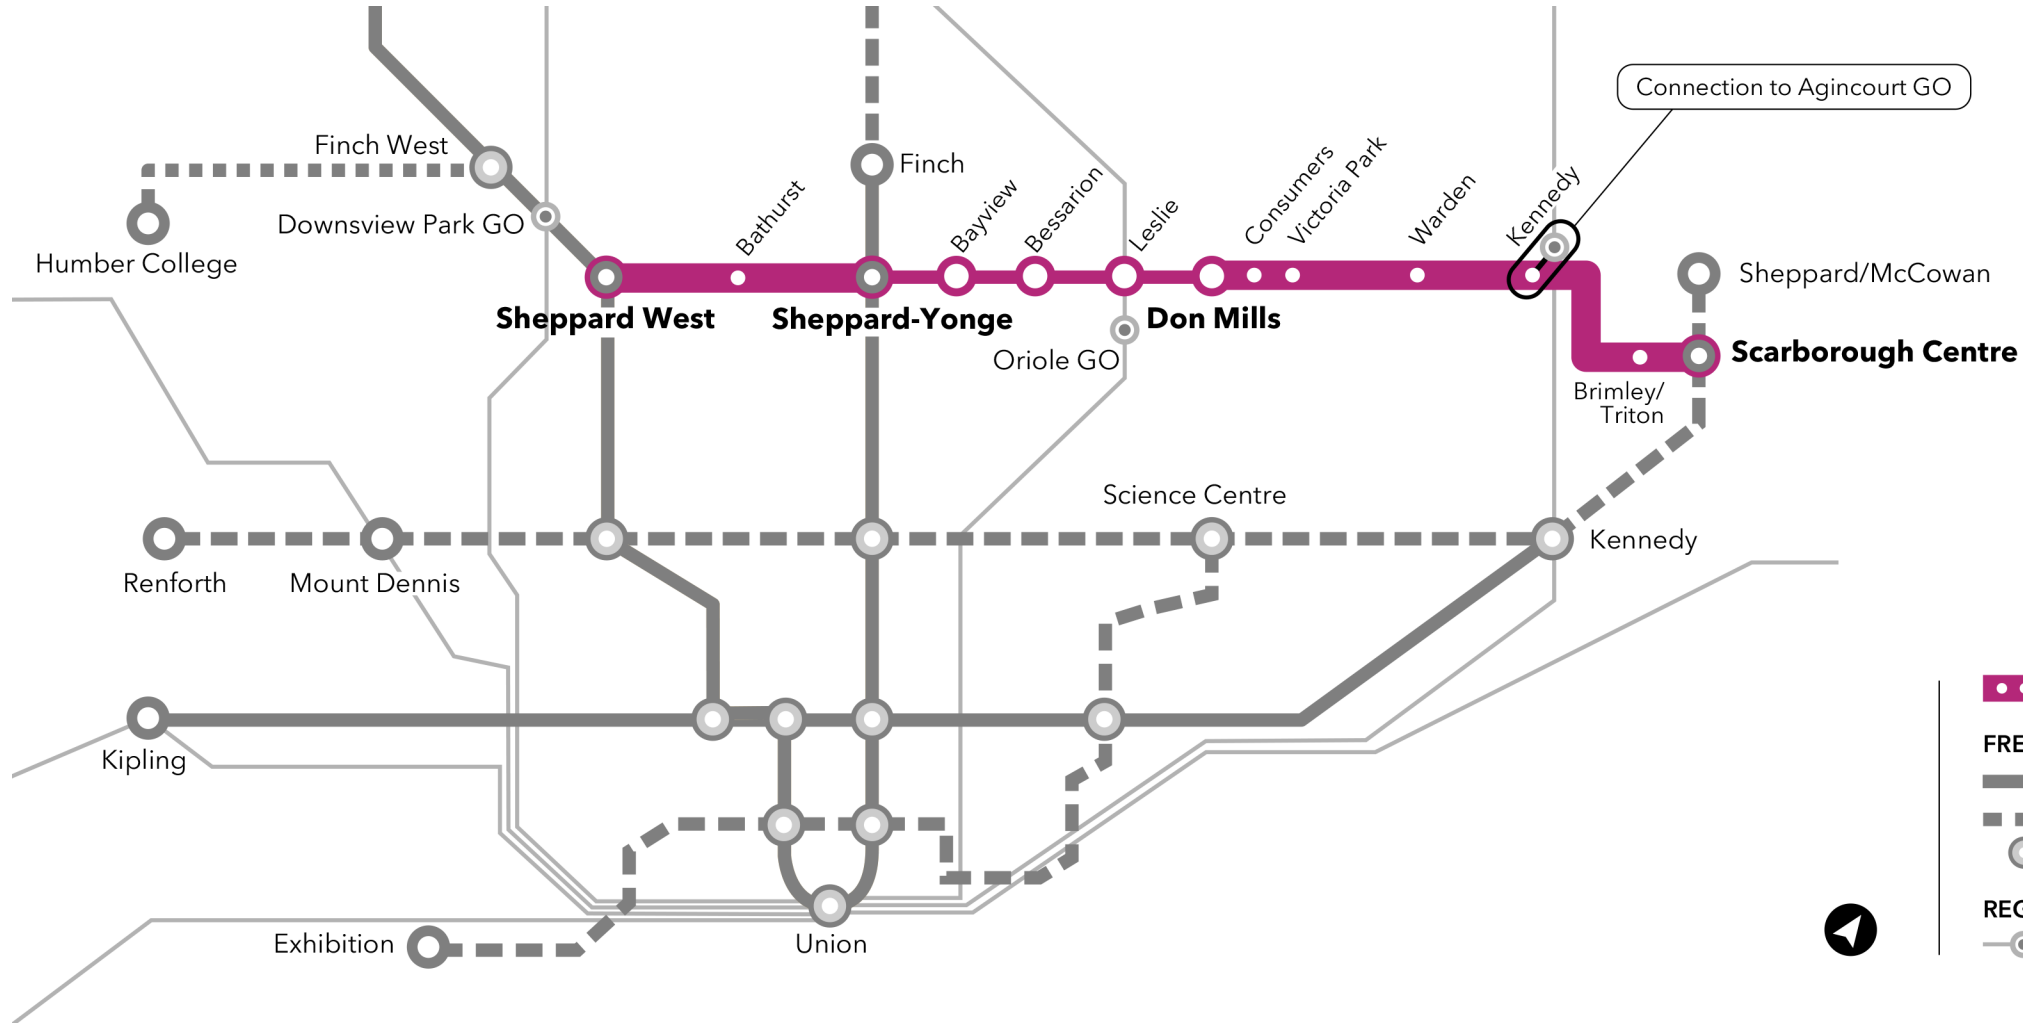 Connection to Agincourt GO
Finch West
Finch
Consumers
Victoria Park
Bathurst
Bayview
Bessarion
Leslie
Warden
Kennedy
Downsview Park GO
Humber College
Sheppard/McCowan
Sheppard West
Sheppard-Yonge
Don Mills
Scarborough Centre
Oriole GO
Brimley/
Triton
Science Centre
Kennedy
Renforth
Mount Dennis
Kipling
FRE
REG
Exhibition
Union